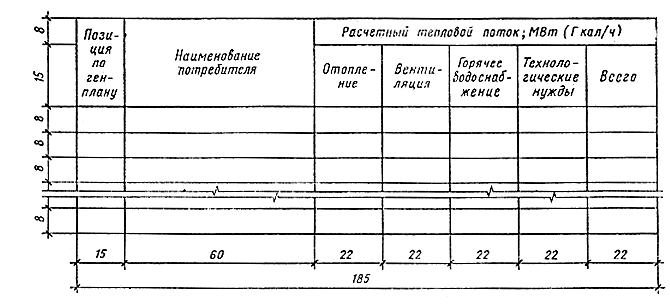 8
Пози-
ция
по
ген-
плану
Наименование
потребителя
Расчетный тепловой поток; МВт (Гкал/ч)
15
Отопле-
ние
Венти-
ляция
Горячее
водоснаб-
жение
Техноло-
гические
нужды
Всего
8
8
8
8
15
60
22
22
22
22
22
185